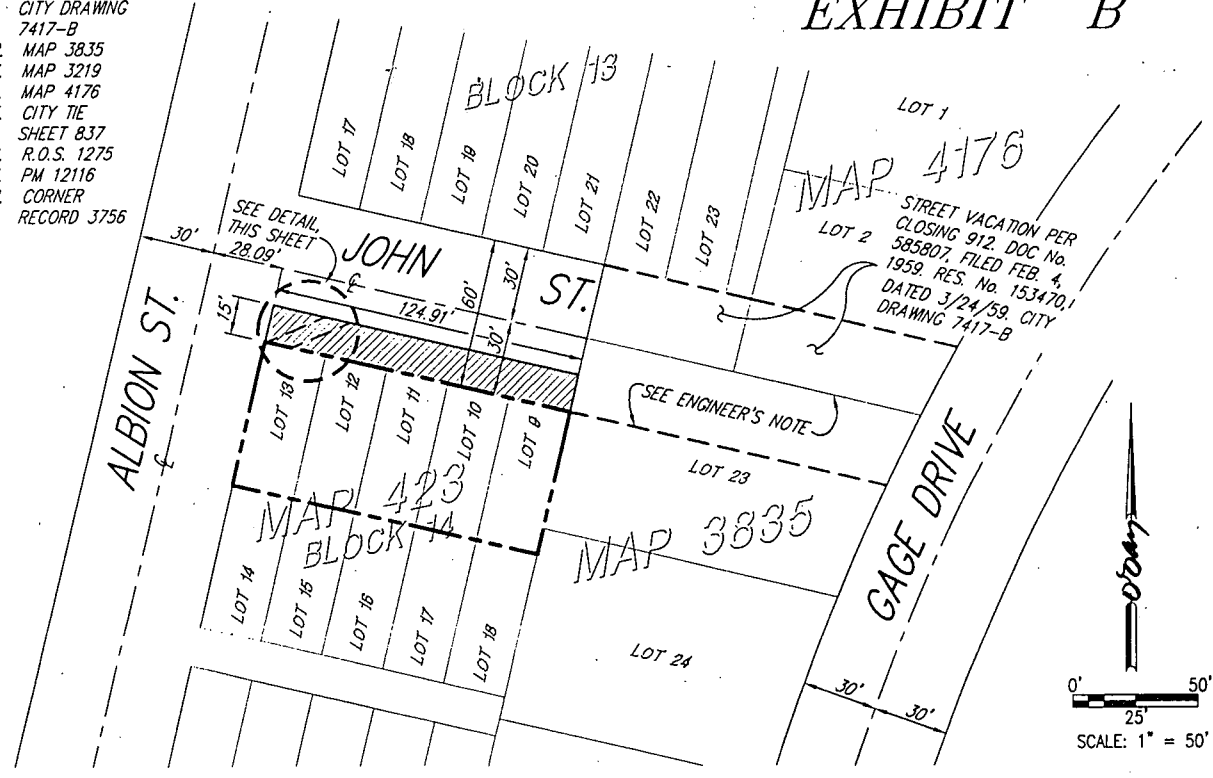 CITY DRAWING
7417-B
MAP 3835
MAP 3219
MAP 4176
CITY TIE
SHEET 837
R.O.S. 1275
PM 12116
CORNER
RECORD 3756
EXHIBIT B
BLOCK 13
LOT 17
LOT 18
LOT 19
LOT 20
LOT 21
LOT 22
LOT 23
LOT 1
MAP 4176
LOT 2
STREET VACATION PER
CLOSING 912. DOC No.
585807, FILED FEB. 4,
1959. RES. No. 153470,
DATED 3/24/59. CITY
DRAWING 7417-B
SEE DETAIL,
THIS SHEET
30'
28.09'
JOHN ST.
15'
124.91'
60'
30'
30'
ALBION ST.
LOT 13
LOT 12
LOT 11
LOT 10
LOT 9
SEE ENGINEER'S NOTE
LOT 23
MAP 423
BLOCK 14
MAP 3835
GAGE DRIVE
LOT 14
LOT 15
LOT 16
LOT 17
LOT 18
LOT 24
30'
30'
0'
50'
25'
SCALE: 1" = 50'